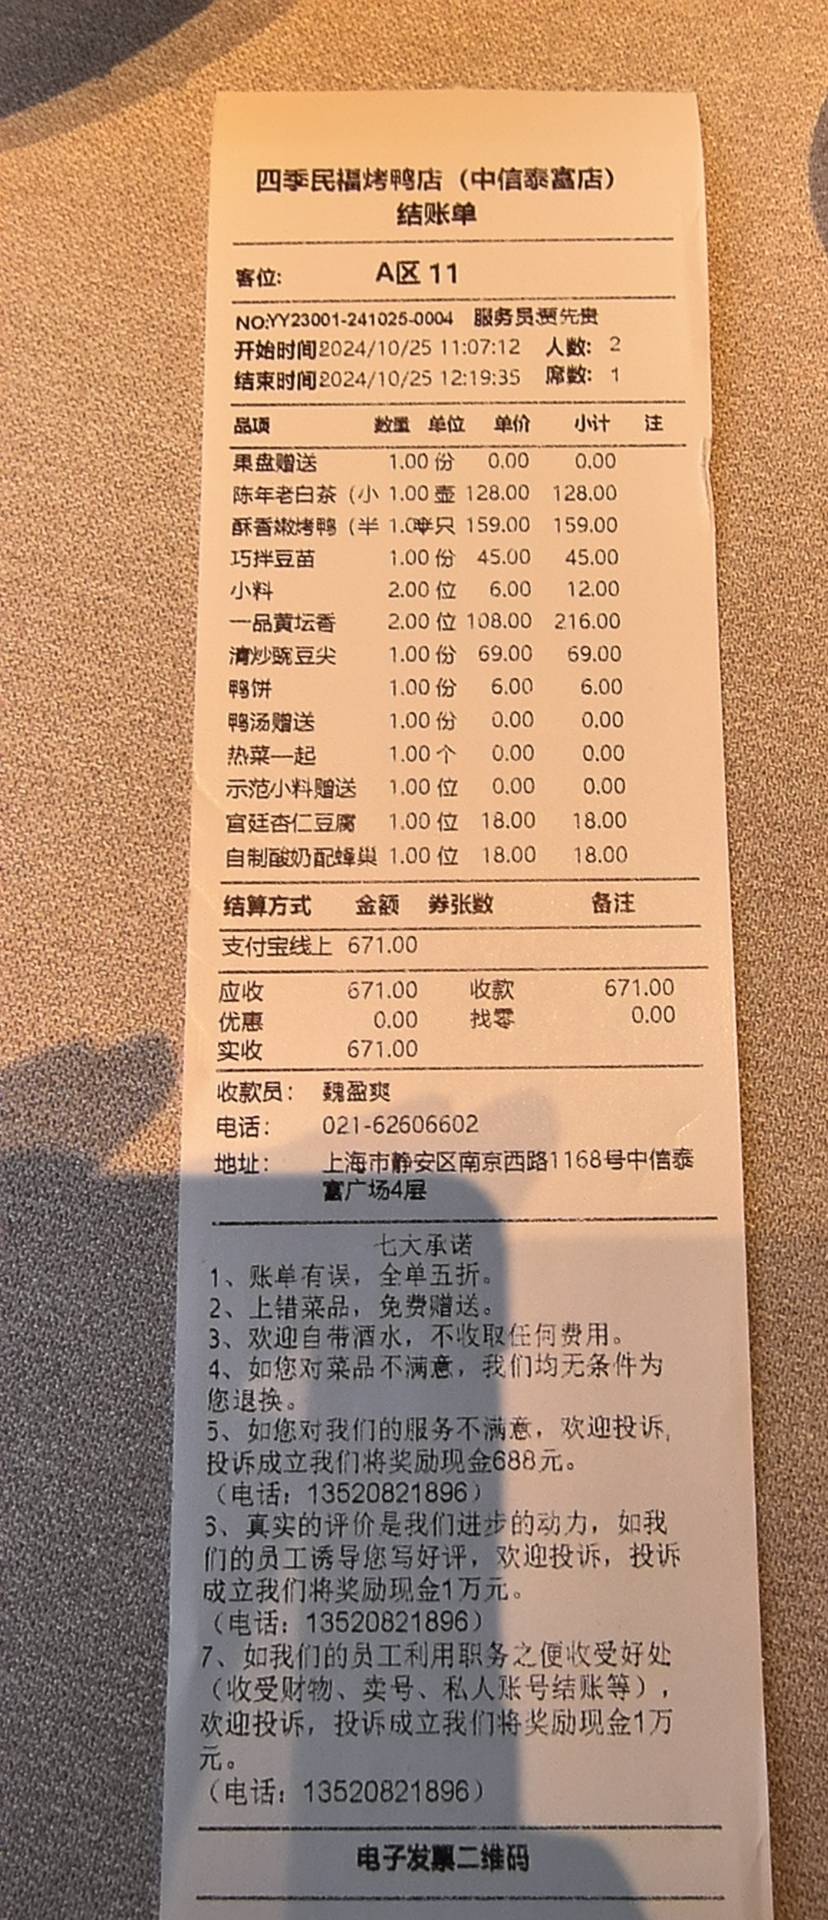 四季民福烤鸭店（中信泰富店）
结账单
客位: A区 11
NO:YY23001-241025-0004 服务员:贾先贵
开始时间2024/10/25 11:07:12 人数: 2
结束时间2024/10/25 12:19:35 席数: 1
品项 数量 单位 单价 小计 注
果盘赠送 1.00 份 0.00 0.00
陈年老白茶（小 1.00 壶 128.00 128.00
酥香嫩烤鸭（半 1.0半只 159.00 159.00
巧拌豆苗 1.00 份 45.00 45.00
小料 2.00 位 6.00 12.00
一品黄坛香 2.00 位 108.00 216.00
清炒豌豆尖 1.00 份 69.00 69.00
鸭饼 1.00 份 6.00 6.00
鸭汤赠送 1.00 份 0.00 0.00
热菜一起 1.00 个 0.00 0.00
示范小料赠送 1.00 位 0.00 0.00
宫廷杏仁豆腐 1.00 位 18.00 18.00
自制酸奶配蜂巢 1.00 位 18.00 18.00
结算方式 金额 券张数 备注
支付宝线上 671.00
应收 671.00 收款 671.00
优惠 0.00 找零 0.00
实收 671.00
收款员: 魏盈爽
电话: 021-62606602
地址: 上海市静安区南京西路1168号中信泰
富广场4层
七大承诺
1、账单有误，全单五折。
2、上错菜品，免费赠送。
3、欢迎自带酒水，不收取任何费用。
4、如您对菜品不满意，我们均无条件为
您退换。
5、如您对我们的服务不满意，欢迎投诉,
投诉成立我们将奖励现金688元。
（电话：13520821896）
6、真实的评价是我们进步的动力，如我
们的员工诱导您写好评，欢迎投诉，投诉
成立我们将奖励现金1万元。
（电话：13520821896）
7、如我们的员工利用职务之便收受好处
（收受财物、卖号、私人账号结账等），
欢迎投诉，投诉成立我们将奖励现金1万
元。
（电话：13520821896）
电子发票二维码